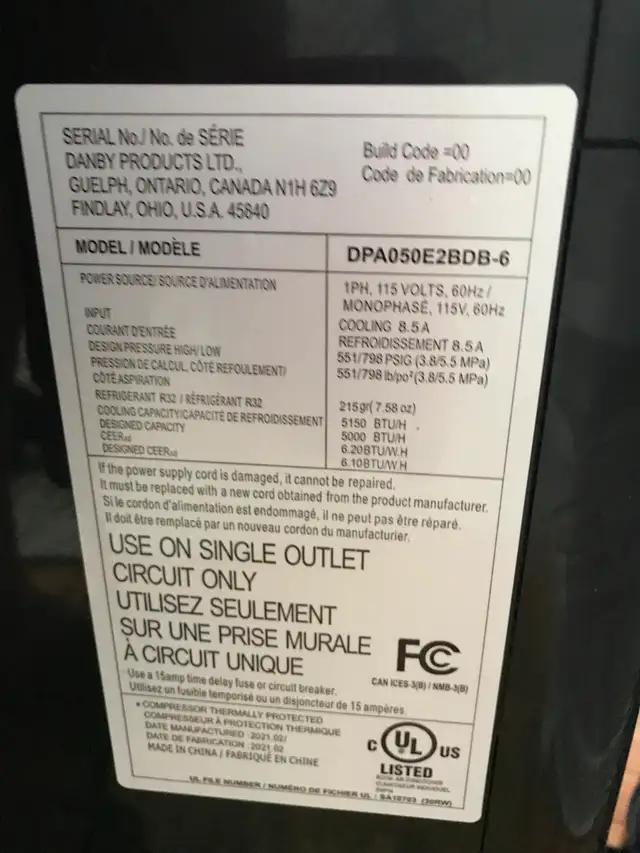 SERIAL No./ No. de SÉRIE
DANBY PRODUCTS LTD.,
GUELPH, ONTARIO, CANADA N1H 6Z9
FINDLAY, OHIO, U.S.A. 45840
Build Code =00
Code de Fabrication=00
MODEL / MODÈLE
DPA050E2BDB-6
POWER SOURCE/ SOURCE D'ALIMENTATION
1PH, 115 VOLTS, 60Hz /
MONOPHASÉ, 115V, 60Hz
INPUT
COURANT D'ENTRÉE
COOLING 8.5 A
REFROIDISSEMENT 8.5 A
DESIGN PRESSURE HIGH/LOW
PRESSION DE CALCUL, CÔTÉ REFOULEMENT/
CÔTÉ ASPIRATION
551/798 PSIG (3.8/5.5 MPa)
551/798 lb/po² (3.8/5.5 MPa)
REFRIGERANT R32 / RÉFRIGÉRANT R32
215gr( 7.58 oz)
COOLING CAPACITY/CAPACITÉ DE REFROIDISSEMENT
5150 BTU/H
DESIGNED CAPACITY
5000 BTU/H
CEERsd
6.20BTU/W.H
DESIGNED CEERsd
6.10BTU/W.H
If the power supply cord is damaged, it cannot be repaired.
It must be replaced with a new cord obtained from the product manufacturer.
Si le cordon d'alimentation est endommagé, il ne peut pas être réparé.
Il doit être remplacé par un nouveau cordon du manufacturier.
USE ON SINGLE OUTLET
CIRCUIT ONLY
UTILISEZ SEULEMENT
SUR UNE PRISE MURALE
À CIRCUIT UNIQUE
FCC
CAN ICES-3(B) / NMB-3(B)
Use a 15amp time delay fuse or circuit breaker.
Utilisez un fusible temporisé ou un disjoncteur de 15 ampères
* COMPRESSOR THERMALLY PROTECTED
COMPRESSEUR À PROTECTION THERMIQUE
DATE MANUFACTURED : 2021.02/
DATE DE FABRICATION : 2021.02
MADE IN CHINA / FABRIQUÉ EN CHINE
C UL US
LISTED
ROOM AIR CONDITIONER
UL FILE NUMBER / NUMÉRO DE FICHIER UL : SA10703 (30RW)